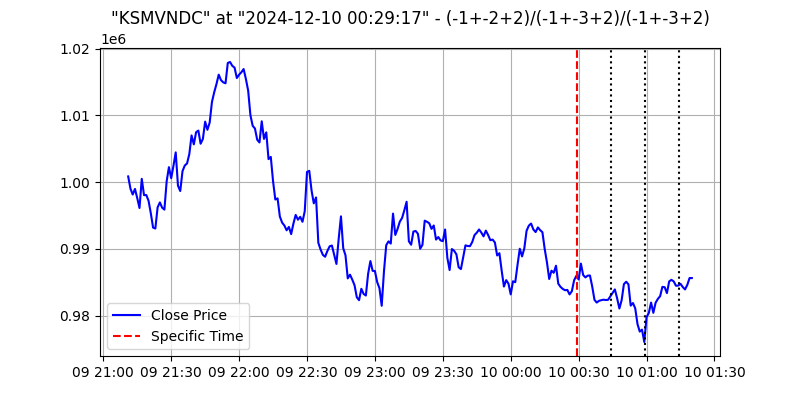 "KSMVNDC" at "2024-12-10 00:29:17" - (-1+-2+2)/(-1+-3+2)/(-1+-3+2)
1e6
1.02
1.01
1.00
0.99
0.98
Close Price
Specific Time
09 21:00 09 21:30 09 22:00 09 22:30 09 23:00 09 23:30 10 00:00 10 00:30 10 01:00 10 01:30